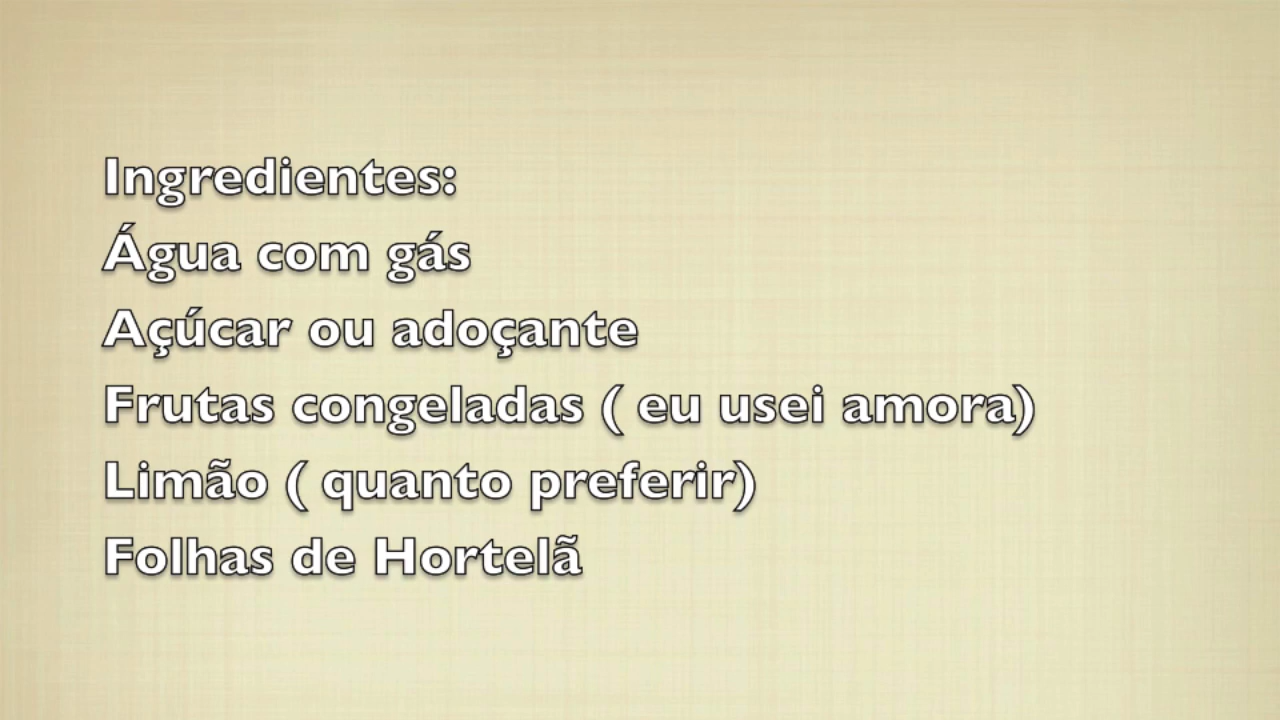 Ingredientes:
Água com gás
Açúcar ou adoçante
Frutas congeladas ( eu usei amora)
Limão ( quanto preferir)
Folhas de Hortelã